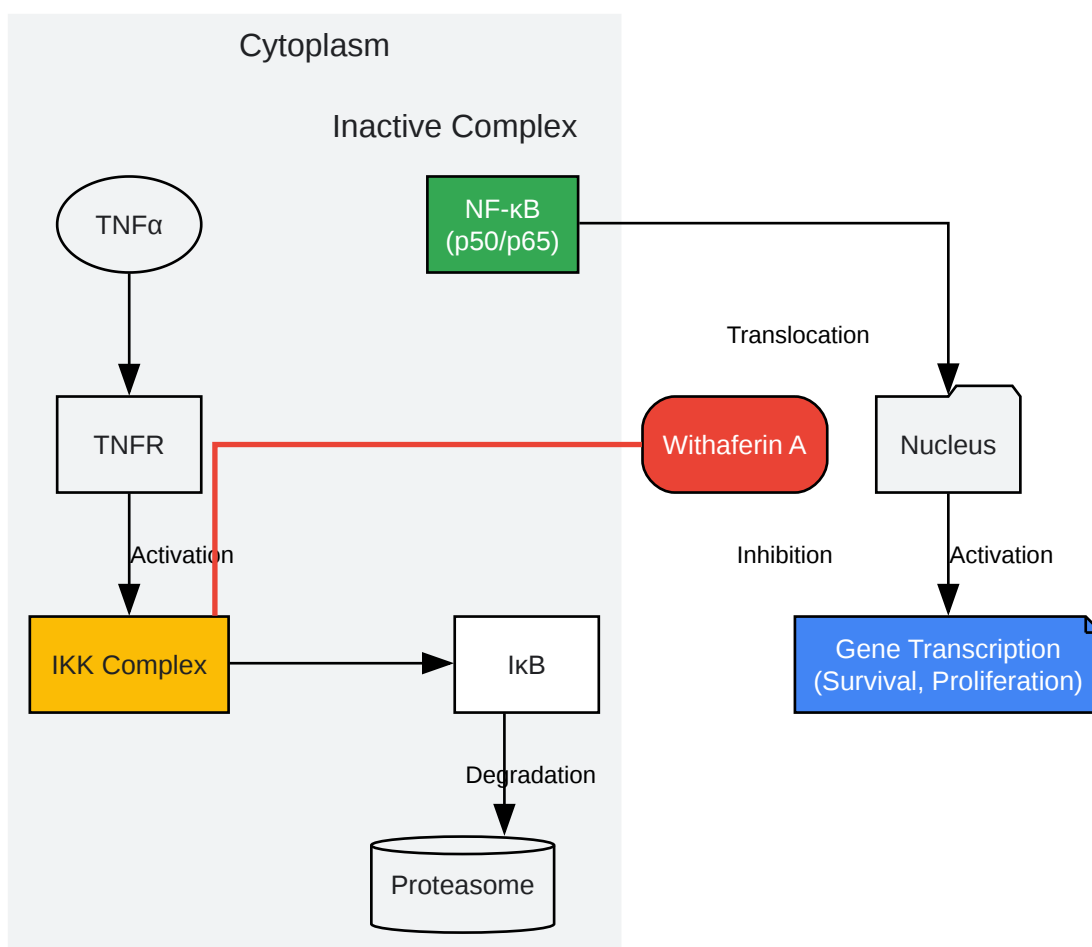 Cytoplasm
Inactive Complex
TNFα
NF-κB
(p50/p65)
Translocation
TNFR
Withaferin A
Nucleus
Activation
Inhibition
Activation
IKK Complex
IκB
Gene Transcription
(Survival, Proliferation)
Degradation
Proteasome